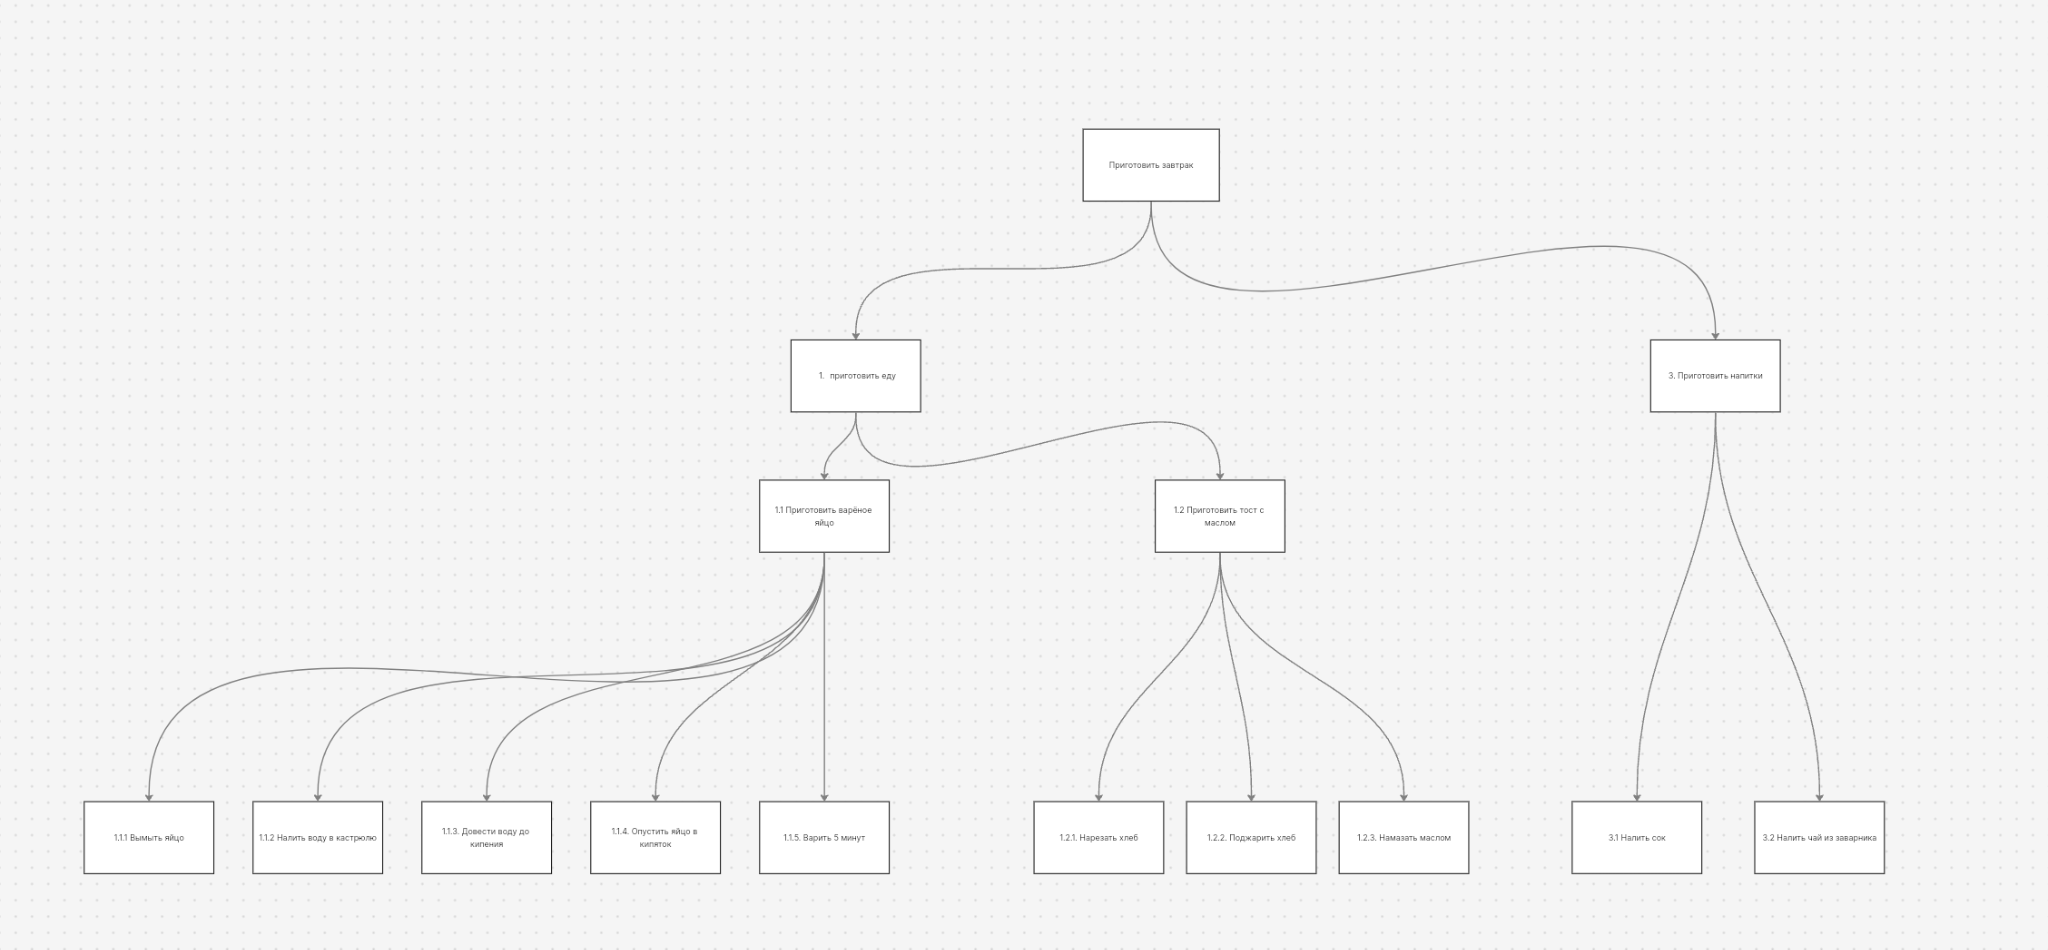 Приготовить завтрак
1.  приготовить еду
3. Приготовить напитки
1.1 Приготовить варёное
яйцо
1.2 Приготовить тост с
маслом
1.1.1 Вымыть яйцо
1.1.2 Налить воду в кастрюлю
1.1.3. Довести воду до
кипения
1.1.4. Опустить яйцо в
кипяток
1.1.5. Варить 5 минут
1.2.1. Нарезать хлеб
1.2.2. Поджарить хлеб
1.2.3. Намазать маслом
3.1 Налить сок
3.2 Налить чай из заварника